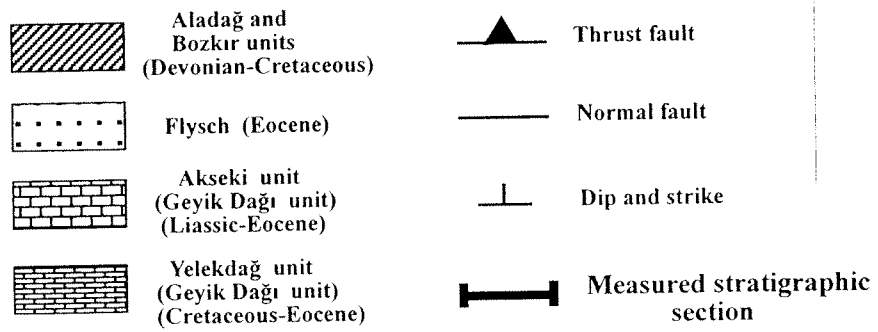 Aladağ and
Bozkır units
(Devonian-Cretaceous)
Flysch (Eocene)
Akseki unit
(Geyik Dağı unit)
(Liassic-Eocene)
Yelekdağ unit
(Geyik Dağı unit)
(Cretaceous-Eocene)
Thrust fault
Normal fault
Dip and strike
Measured stratigraphic
section